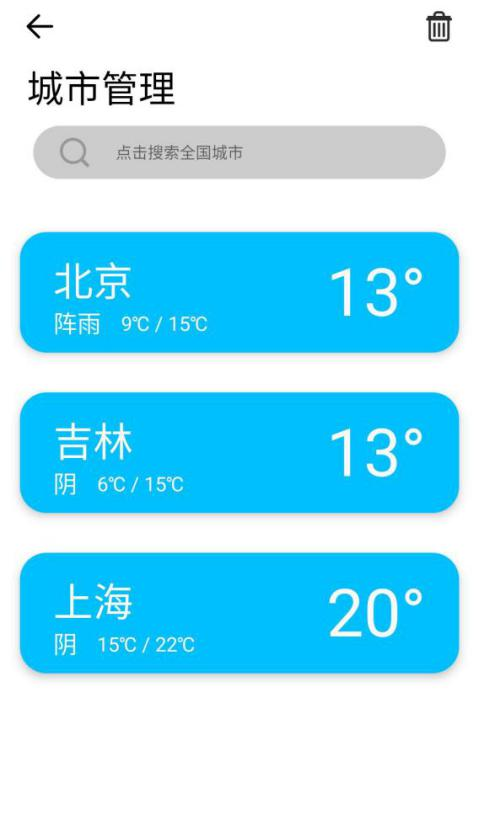 城市管理
点击搜索全国城市
北京
13°
阵雨 9℃ / 15℃
吉林
13°
阴 6℃ / 15℃
上海
20°
阴 15℃ / 22℃